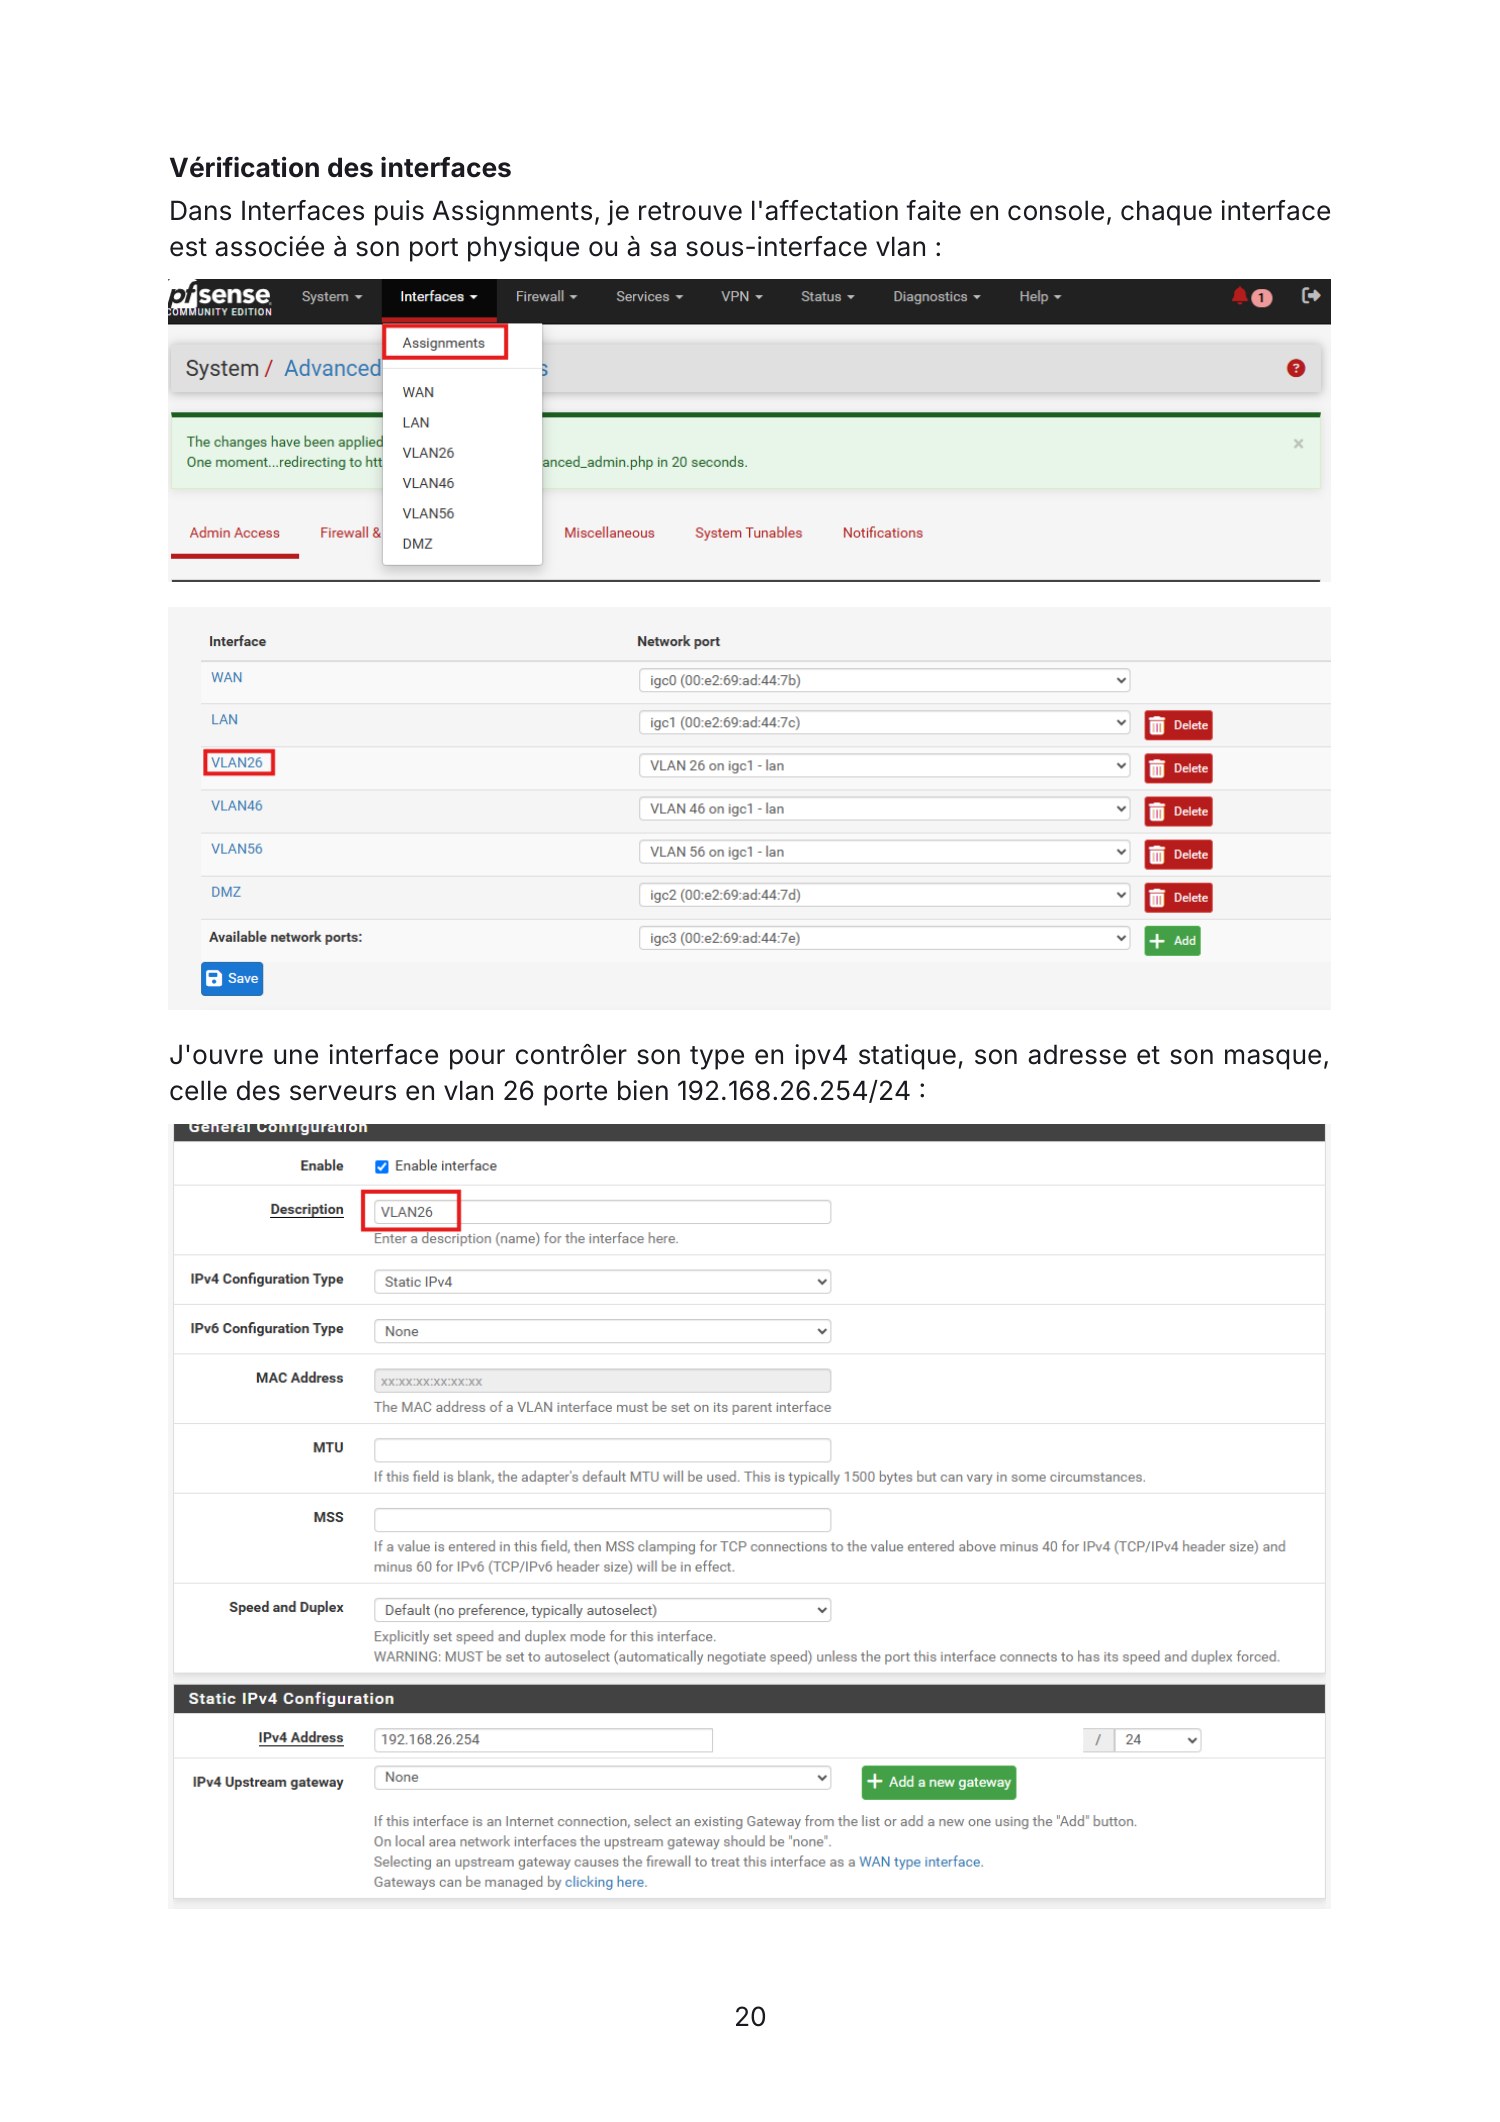 Vérification des interfaces
Dans Interfaces puis Assignments, je retrouve l'affectation faite en console, chaque interface
est associée à son port physique ou à sa sous-interface vlan :
pfsense System Interfaces Firewall Services VPN Status Diagnostics Help 1
COMMUNITY EDITION
Assignments
System / Advanced s
WAN
LAN
The changes have been applied
VLAN26
One moment...redirecting to htt anced_admin.php in 20 seconds.
VLAN46
VLAN56
Admin Access Firewall & Miscellaneous System Tunables Notifications
DMZ
Interface Network port
WAN igc0 (00:e2:69:ad:44:7b)
LAN igc1 (00:e2:69:ad:44:7c) Delete
VLAN26 VLAN 26 on igc1 - lan Delete
VLAN46 VLAN 46 on igc1 - lan Delete
VLAN56 VLAN 56 on igc1 - lan Delete
DMZ igc2 (00:e2:69:ad:44:7d) Delete
Available network ports: igc3 (00:e2:69:ad:44:7e) Add
Save
J'ouvre une interface pour contrôler son type en ipv4 statique, son adresse et son masque,
celle des serveurs en vlan 26 porte bien 192.168.26.254/24 :
General Configuration
Enable Enable interface
Description VLAN26
Enter a description (name) for the interface here.
IPv4 Configuration Type Static IPv4
IPv6 Configuration Type None
MAC Address xx:xx:xx:xx:xx:xx
The MAC address of a VLAN interface must be set on its parent interface
MTU
If this field is blank, the adapter's default MTU will be used. This is typically 1500 bytes but can vary in some circumstances.
MSS
If a value is entered in this field, then MSS clamping for TCP connections to the value entered above minus 40 for IPv4 (TCP/IPv4 header size) and
minus 60 for IPv6 (TCP/IPv6 header size) will be in effect.
Speed and Duplex Default (no preference, typically autoselect)
Explicitly set speed and duplex mode for this interface.
WARNING: MUST be set to autoselect (automatically negotiate speed) unless the port this interface connects to has its speed and duplex forced.
Static IPv4 Configuration
IPv4 Address 192.168.26.254 / 24
IPv4 Upstream gateway None Add a new gateway
If this interface is an Internet connection, select an existing Gateway from the list or add a new one using the "Add" button.
On local area network interfaces the upstream gateway should be "none".
Selecting an upstream gateway causes the firewall to treat this interface as a WAN type interface.
Gateways can be managed by clicking here.
20